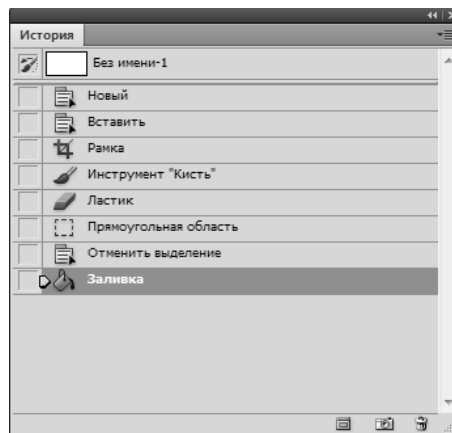 История
Без имени-1
Новый
Вставить
Рамка
Инструмент "Кисть"
Ластик
Прямоугольная область
Отменить выделение
Заливка